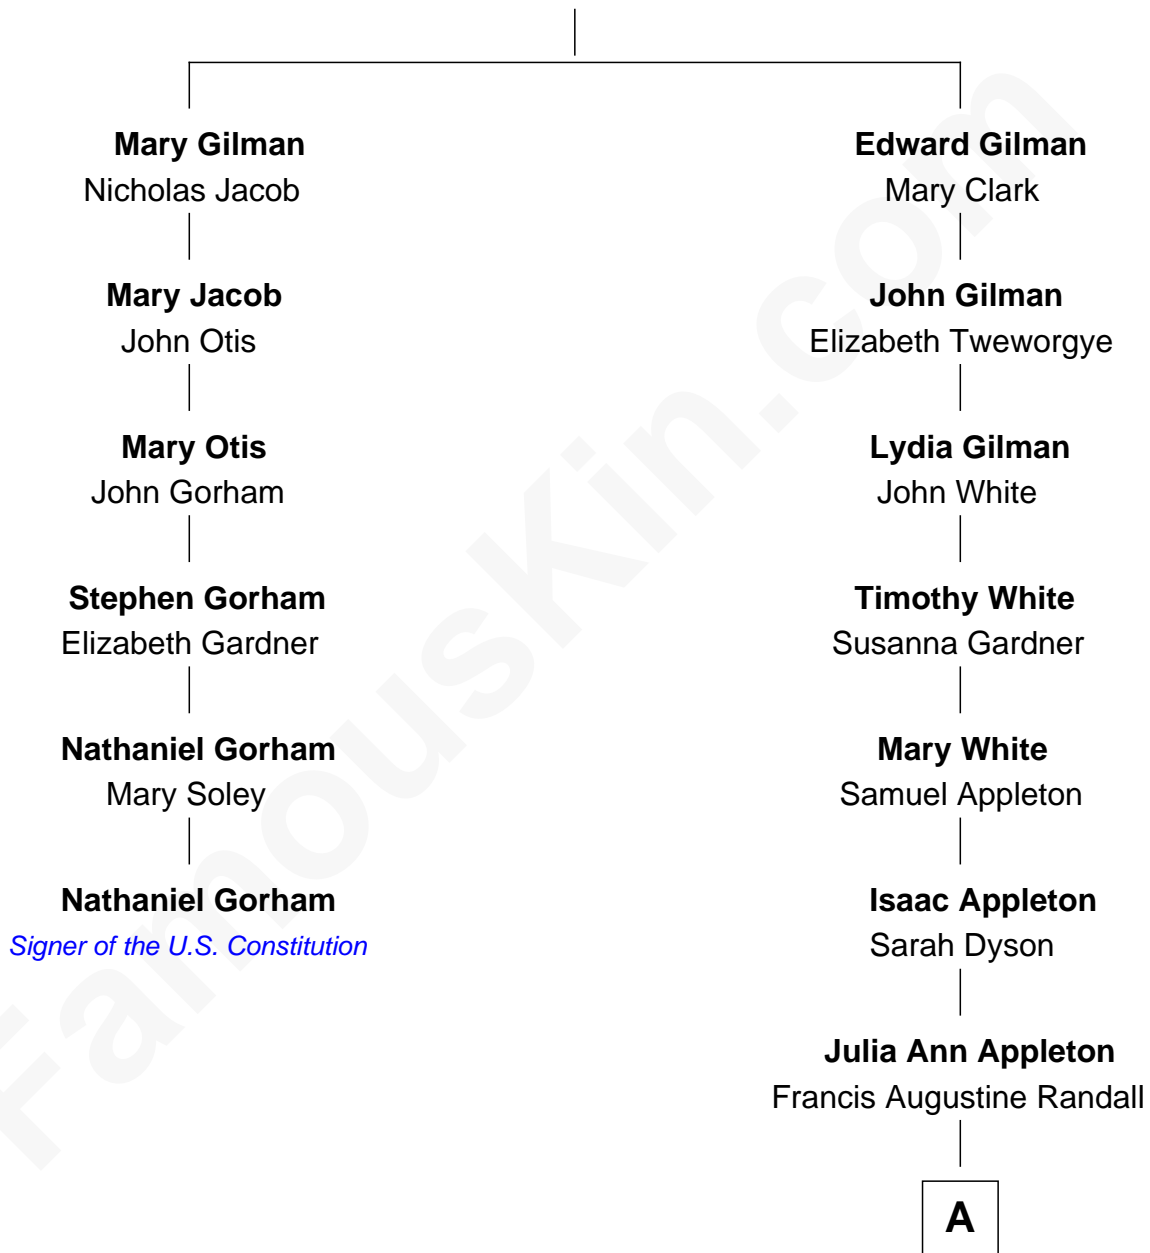 Mary Gilman
Nicholas Jacob
Mary Jacob
John Otis
Mary Otis
John Gorham
Stephen Gorham
Elizabeth Gardner
Nathaniel Gorham
Mary Soley
Nathaniel Gorham
Signer of the U.S. Constitution
Edward Gilman
Mary Clark
John Gilman
Elizabeth Tweworgye
Lydia Gilman
John White
Timothy White
Susanna Gardner
Mary White
Samuel Appleton
Isaac Appleton
Sarah Dyson
Julia Ann Appleton
Francis Augustine Randall
A
FamousKin.com